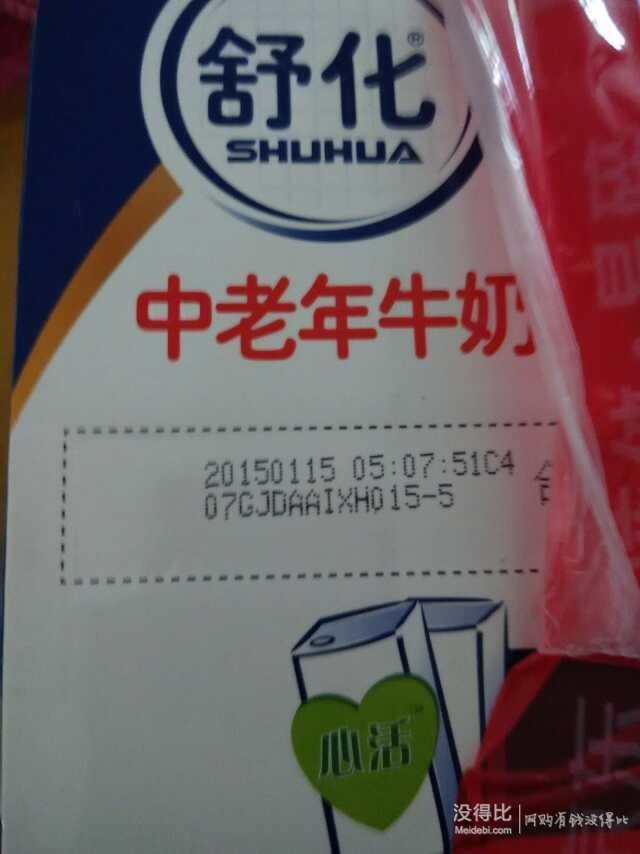 舒化®
SHUHUA
中老年牛奶
20150115 05:07:51C4
07GJDAAIXH015-5
心活
没得比
Meidebi.com
网购有钱没得比